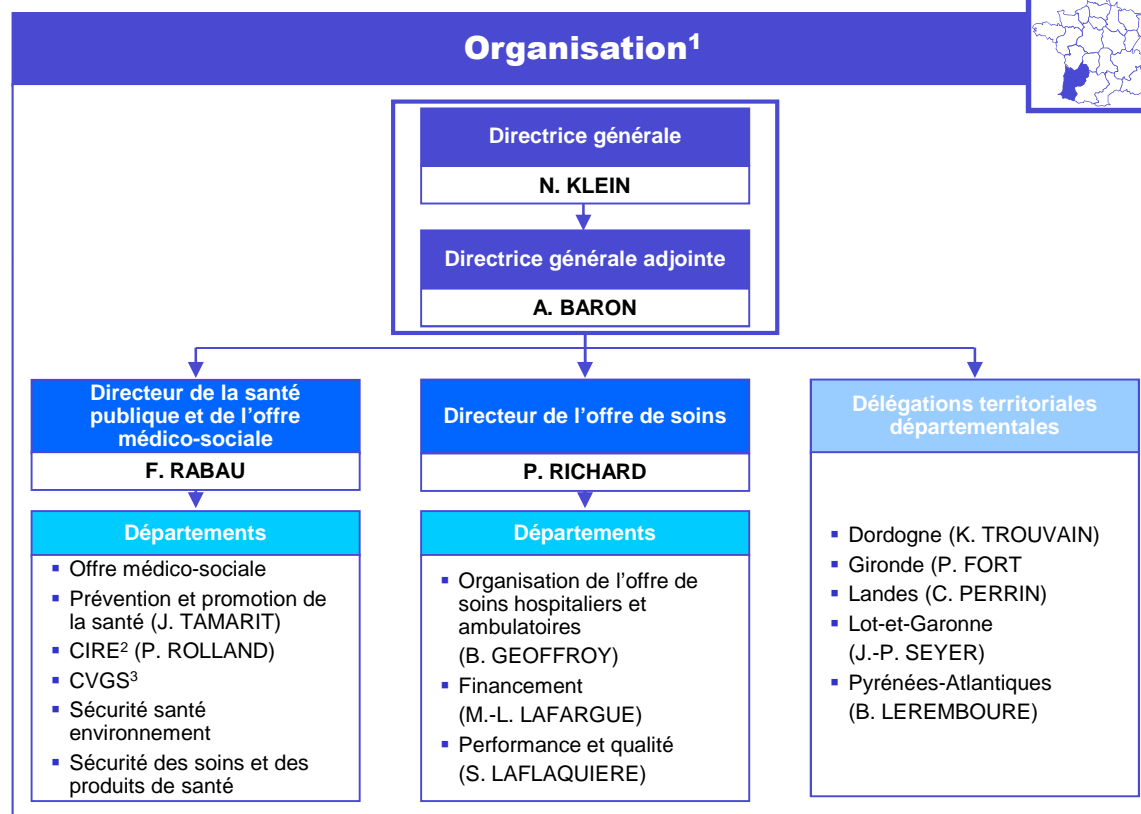 Organisation¹
Directrice générale
N. KLEIN
Directrice générale adjointe
A. BARON
Directeur de la santé
publique et de l’offre
médico-sociale
F. RABAU
Départements
▪ Offre médico-sociale
▪ Prévention et promotion de
la santé (J. TAMARIT)
▪ CIRE² (P. ROLLAND)
▪ CVGS³
▪ Sécurité santé
environnement
▪ Sécurité des soins et des
produits de santé
Directeur de l’offre de soins
P. RICHARD
Départements
▪ Organisation de l’offre de
soins hospitaliers et
ambulatoires
(B. GEOFFROY)
▪ Financement
(M.-L. LAFARGUE)
▪ Performance et qualité
(S. LAFLAQUIERE)
Délégations territoriales
départementales
▪ Dordogne (K. TROUVAIN)
▪ Gironde (P. FORT
▪ Landes (C. PERRIN)
▪ Lot-et-Garonne
(J.-P. SEYER)
▪ Pyrénées-Atlantiques
(B. LEREMBOURE)